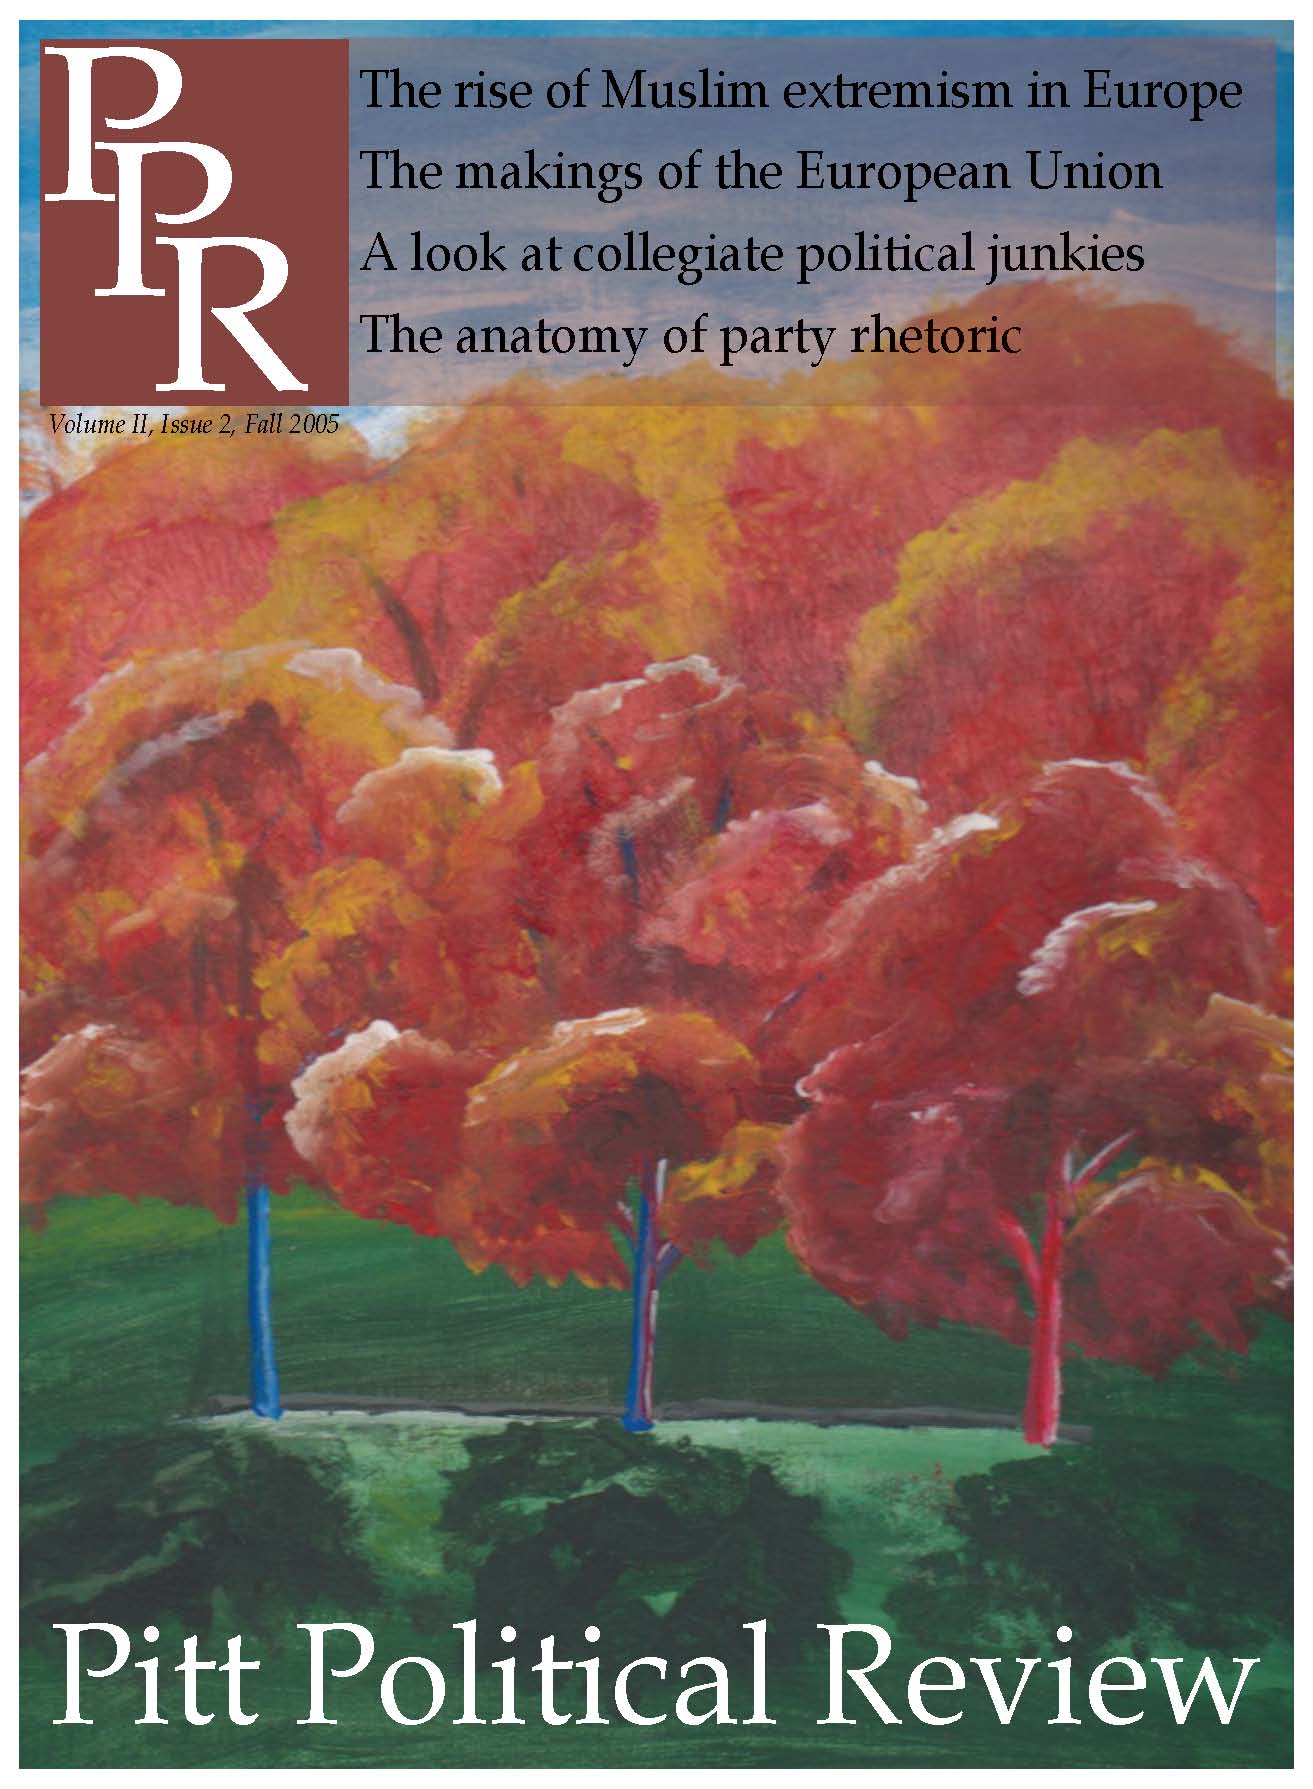 PPR
The rise of Muslim extremism in Europe
The makings of the European Union
A look at collegiate political junkies
The anatomy of party rhetoric
Volume II, Issue 2, Fall 2005
Pitt Political Review